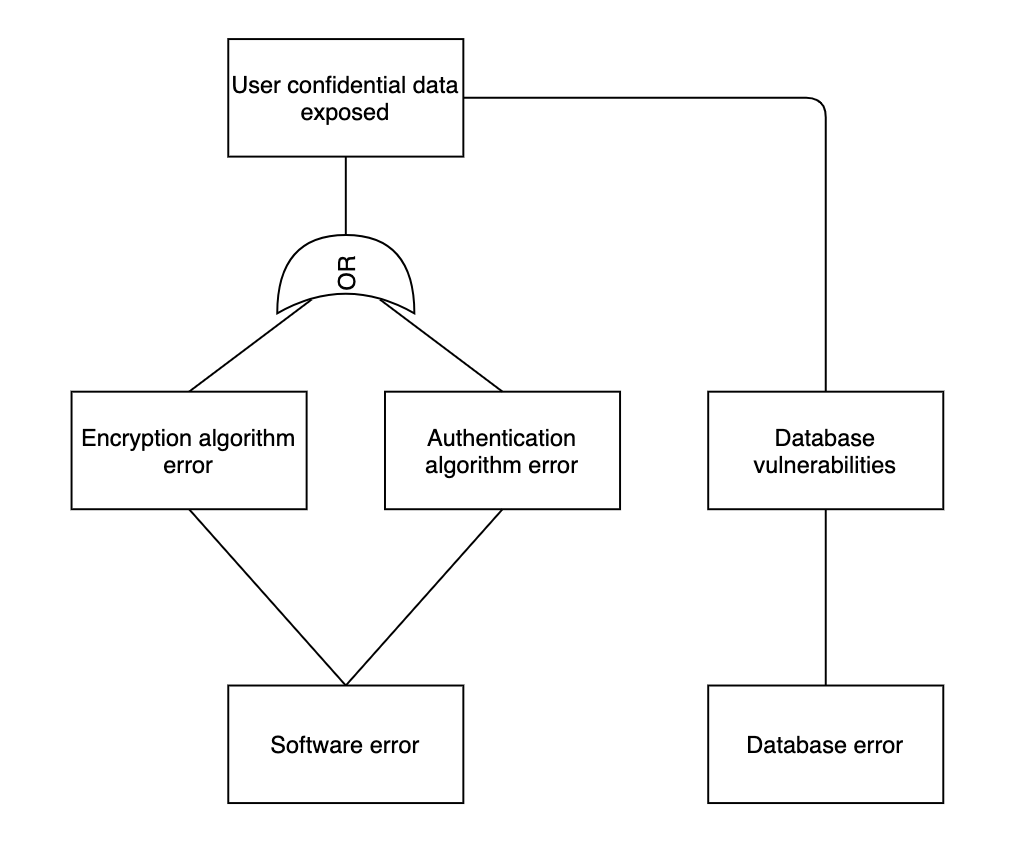 User confidential data
exposed
OR
Encryption algorithm
error
Authentication
algorithm error
Database
vulnerabilities
Software error
Database error